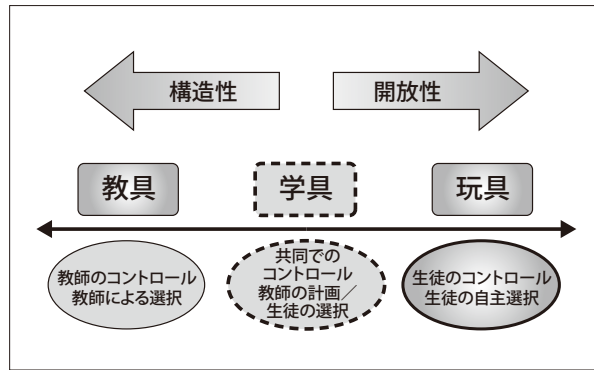 構造性
開放性
教具
学具
玩具
教師のコントロール
教師による選択
共同での
コントロール
教師の計画／
生徒の選択
生徒のコントロール
生徒の自主選択